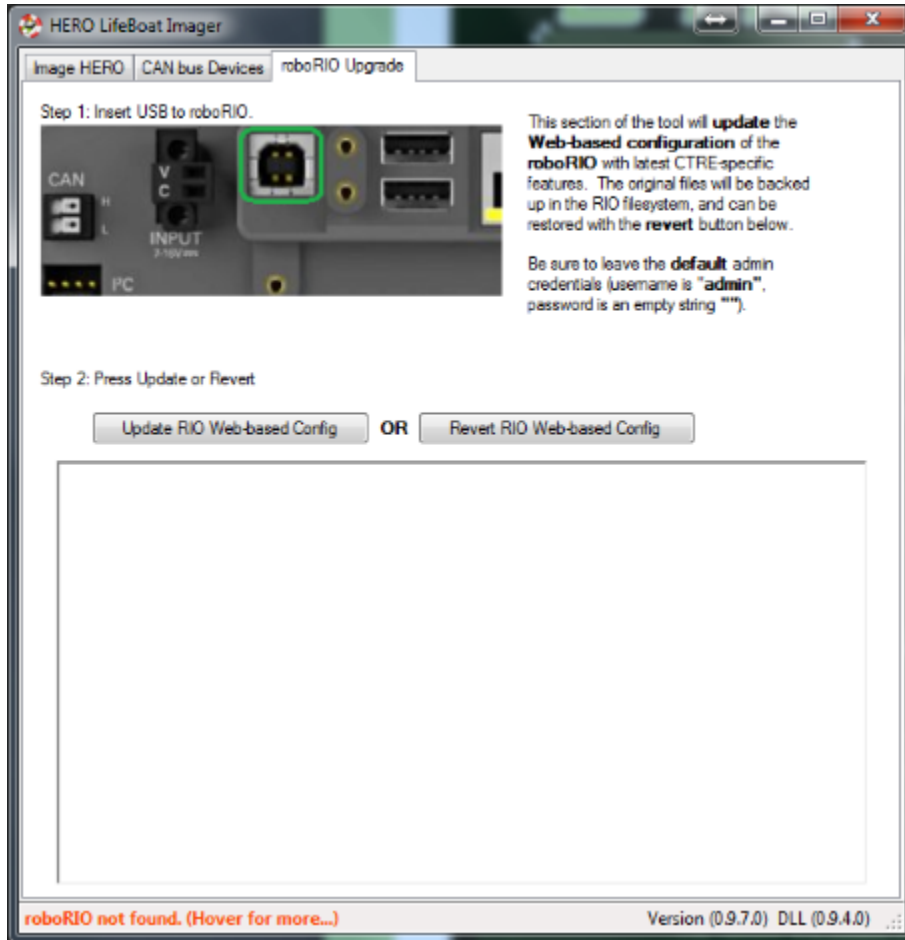 HERO LifeBoat Imager
Image HERO CAN bus Devices roboRIO Upgrade
Step 1: Insert USB to roboRIO.
CAN
H
L
V
C
INPUT
7-16V
I²C
This section of the tool will update the
Web-based configuration of the
roboRIO with latest CTRE-specific
features. The original files will be backed
up in the RIO filesystem, and can be
restored with the revert button below.
Be sure to leave the default admin
credentials (username is "admin",
password is an empty string "").
Step 2: Press Update or Revert
Update RIO Web-based Config OR Revert RIO Web-based Config
roboRIO not found. (Hover for more...) Version (0.9.7.0) DLL (0.9.4.0)